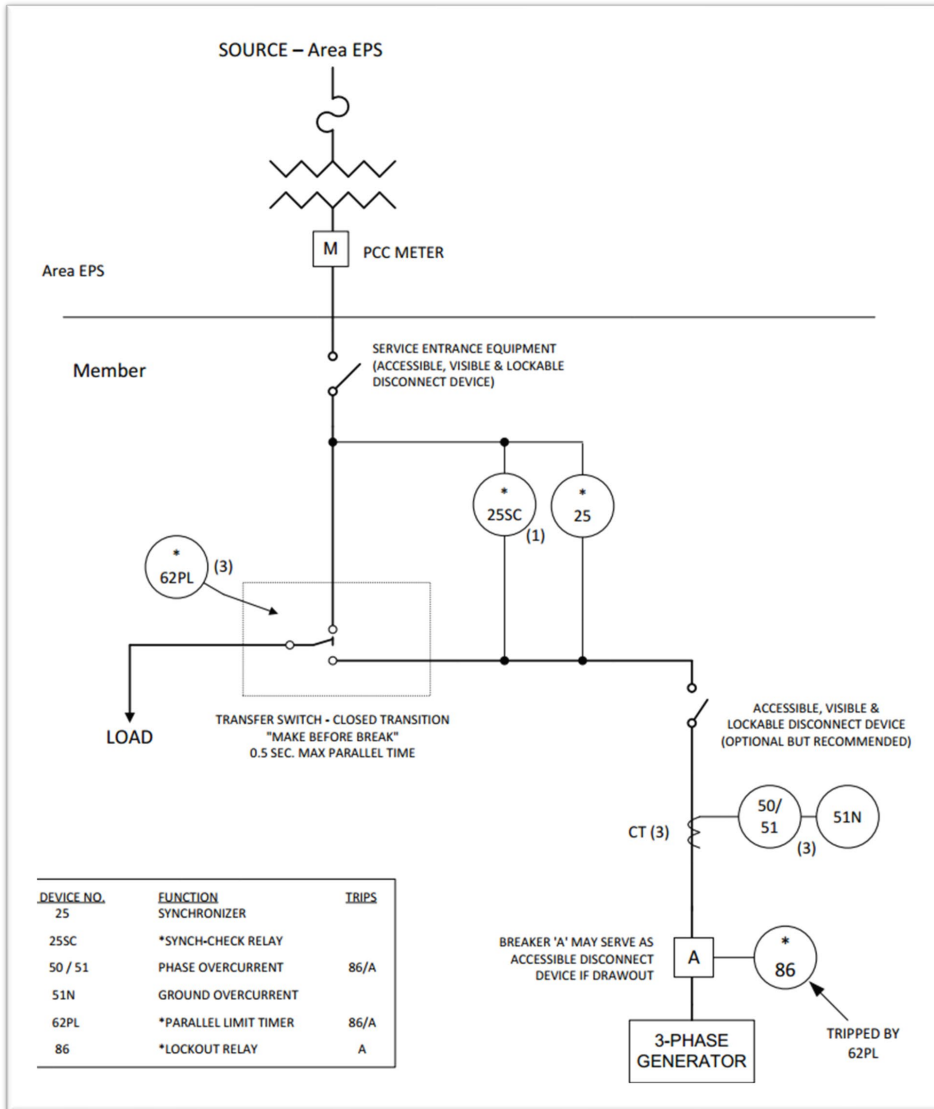 SOURCE – Area EPS
M
PCC METER
Area EPS
Member
SERVICE ENTRANCE EQUIPMENT
(ACCESSIBLE, VISIBLE & LOCKABLE
DISCONNECT DEVICE)
*
25SC
(1)
*
25
*
62PL
(3)
TRANSFER SWITCH - CLOSED TRANSITION
"MAKE BEFORE BREAK"
0.5 SEC. MAX PARALLEL TIME
LOAD
ACCESSIBLE, VISIBLE &
LOCKABLE DISCONNECT DEVICE
(OPTIONAL BUT RECOMMENDED)
CT (3)
50/
51
(3)
51N
BREAKER 'A' MAY SERVE AS
ACCESSIBLE DISCONNECT
DEVICE IF DRAWOUT
A
*
86
TRIPPED BY
62PL
3-PHASE
GENERATOR
DEVICE NO. FUNCTION TRIPS
25 SYNCHRONIZER
25SC *SYNCH-CHECK RELAY
50 / 51 PHASE OVERCURRENT 86/A
51N GROUND OVERCURRENT
62PL *PARALLEL LIMIT TIMER 86/A
86 *LOCKOUT RELAY A